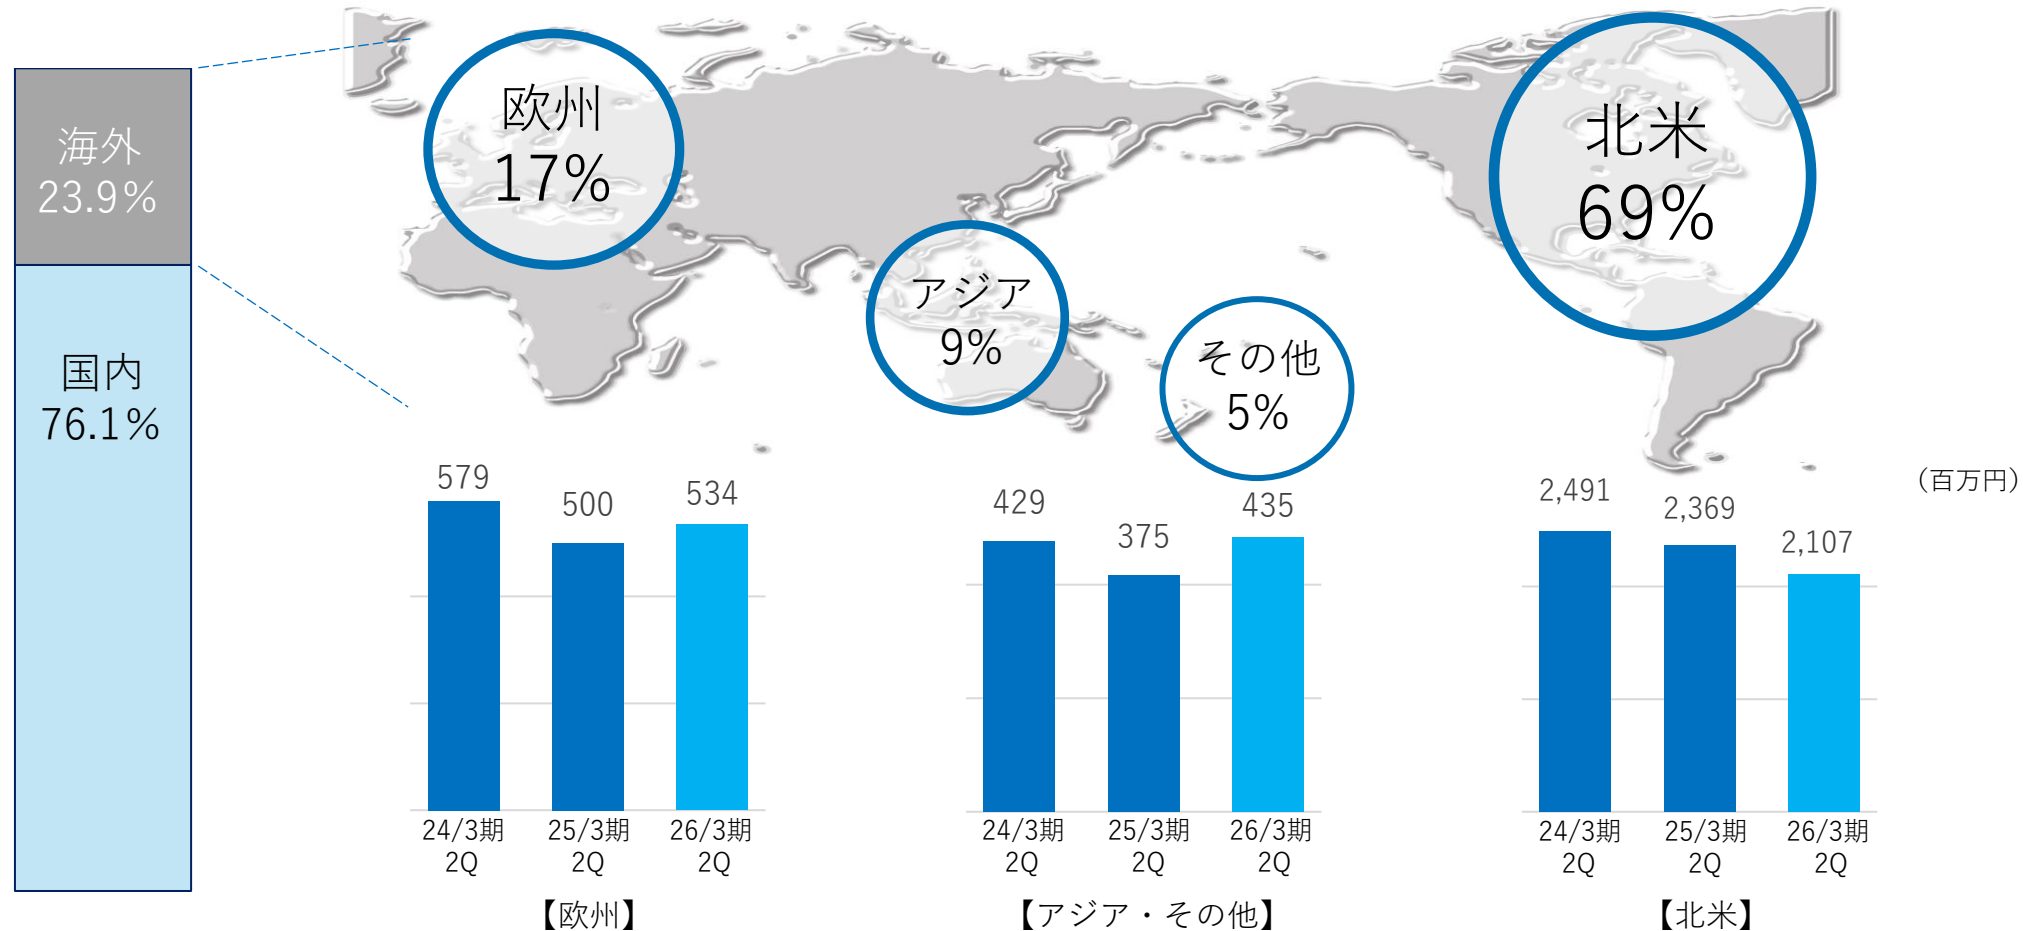 海外
23.9%
国内
76.1%
欧州
17%
アジア
9%
その他
5%
北米
69%
(百万円)
579
500
534
24/3期
2Q
25/3期
2Q
26/3期
2Q
【欧州】
429
375
435
24/3期
2Q
25/3期
2Q
26/3期
2Q
【アジア・その他】
2,491
2,369
2,107
24/3期
2Q
25/3期
2Q
26/3期
2Q
【北米】